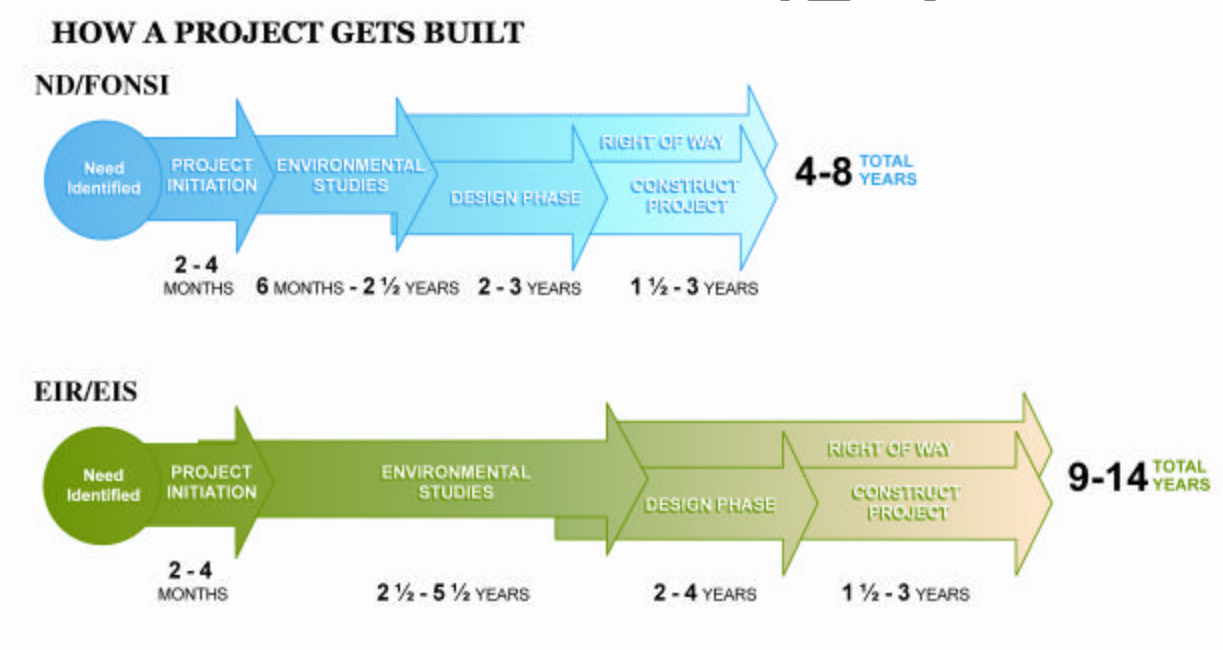 HOW A PROJECT GETS BUILT
ND/FONSI
Need
Identified
PROJECT
INITIATION
ENVIRONMENTAL
STUDIES
RIGHT OF WAY
DESIGN PHASE
CONSTRUCT
PROJECT
4-8 TOTAL
YEARS
2 - 4
MONTHS
6 MONTHS - 2 ½ YEARS
2 - 3 YEARS
1 ½ - 3 YEARS
EIR/EIS
Need
Identified
PROJECT
INITIATION
ENVIRONMENTAL
STUDIES
RIGHT OF WAY
DESIGN PHASE
CONSTRUCT
PROJECT
9-14 TOTAL
YEARS
2 - 4
MONTHS
2 ½ - 5 ½ YEARS
2 - 4 YEARS
1 ½ - 3 YEARS